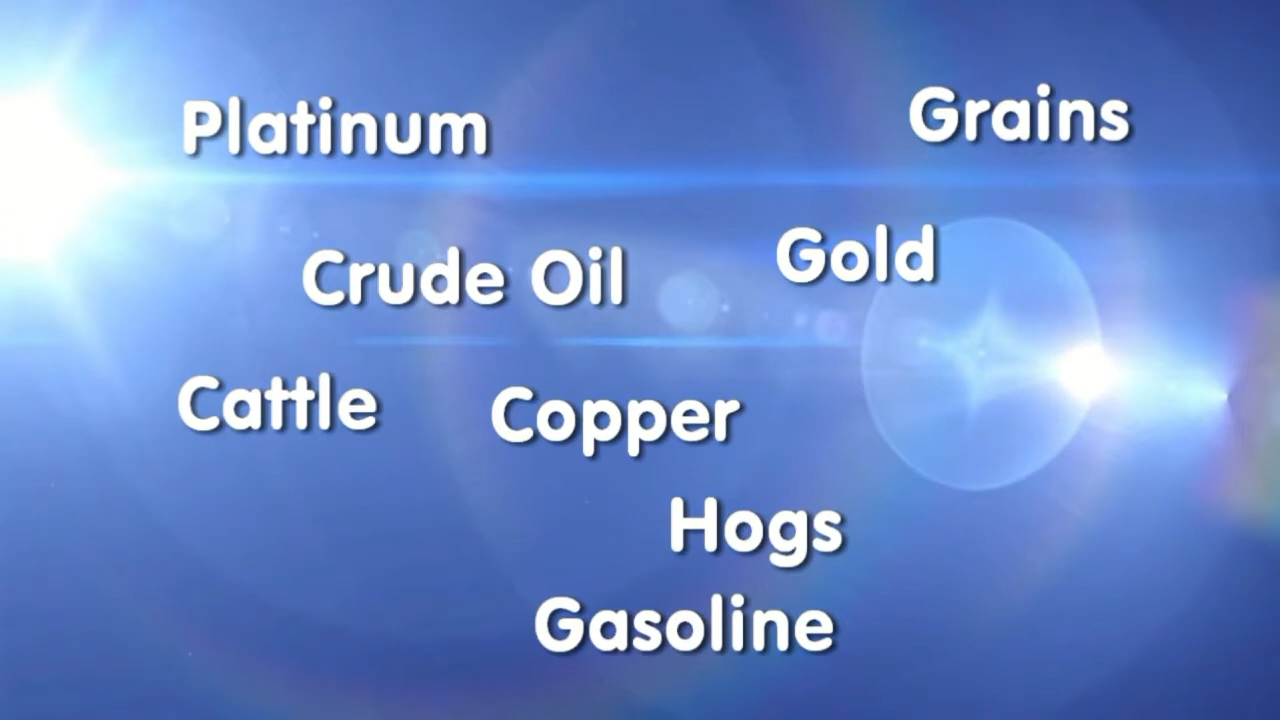 Platinum
Grains
Crude Oil
Gold
Cattle
Copper
Hogs
Gasoline